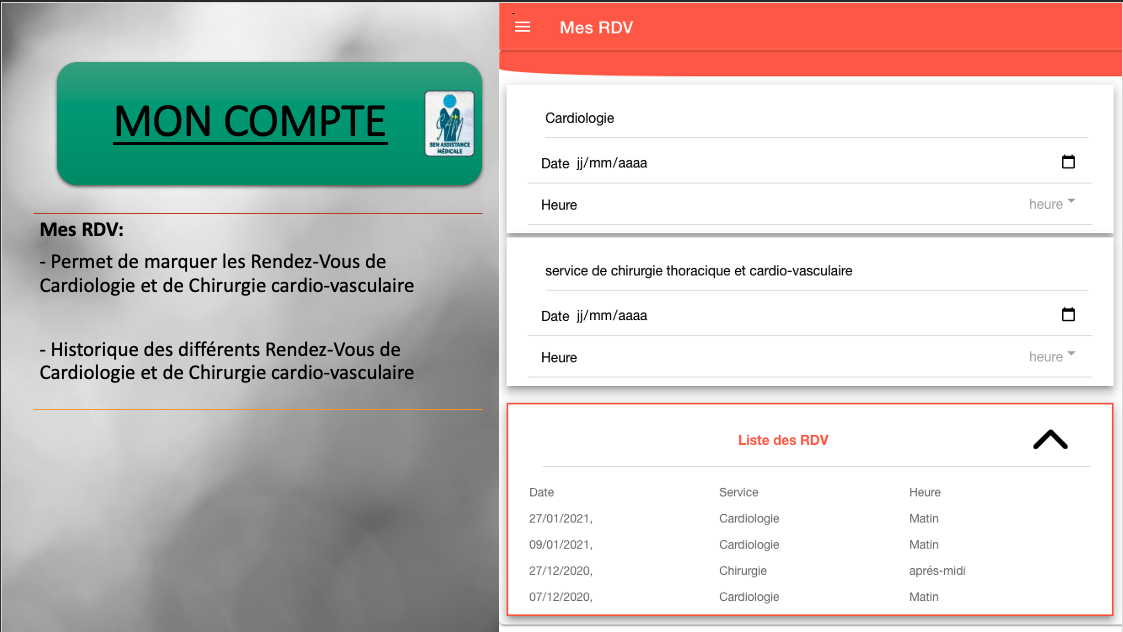 MON COMPTE
SEN ASSISTANCE
MÉDICALE
Mes RDV:
- Permet de marquer les Rendez-Vous de
Cardiologie et de Chirurgie cardio-vasculaire
- Historique des différents Rendez-Vous de
Cardiologie et de Chirurgie cardio-vasculaire
Mes RDV
Cardiologie
Date jj/mm/aaaa
Heure heure
service de chirurgie thoracique et cardio-vasculaire
Date jj/mm/aaaa
Heure heure
Liste des RDV
Date Service Heure
27/01/2021, Cardiologie Matin
09/01/2021, Cardiologie Matin
27/12/2020, Chirurgie aprés-midi
07/12/2020, Cardiologie Matin